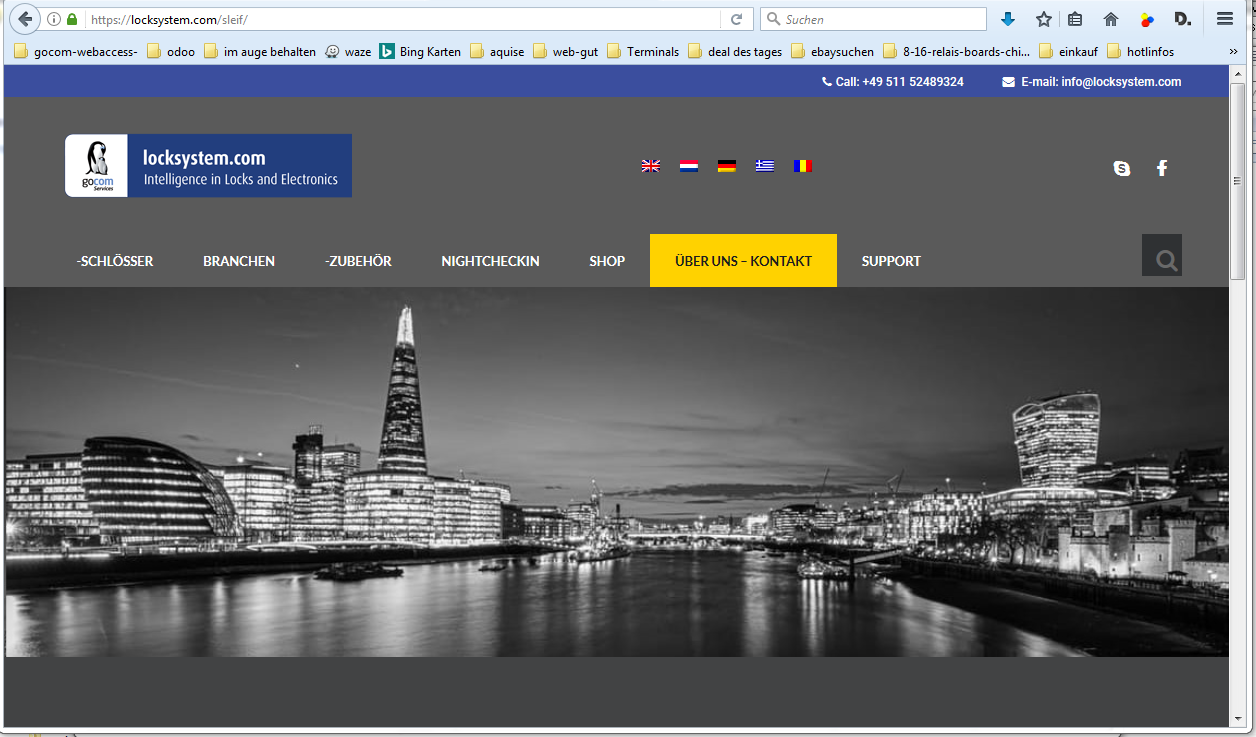 https://locksystem.com/sleif/
Suchen
D.
gocom-webaccess- odoo im auge behalten waze Bing Karten aquise web-gut Terminals deal des tages ebaysuchen 8-16-relais-boards-chi... einkauf hotlinfos »
Call: +49 511 52489324 E-mail: info@locksystem.com
locksystem.com
Intelligence in Locks and Electronics
gocom
Services
-SCHLÖSSER BRANCHEN -ZUBEHÖR NIGHTCHECKIN SHOP ÜBER UNS – KONTAKT SUPPORT